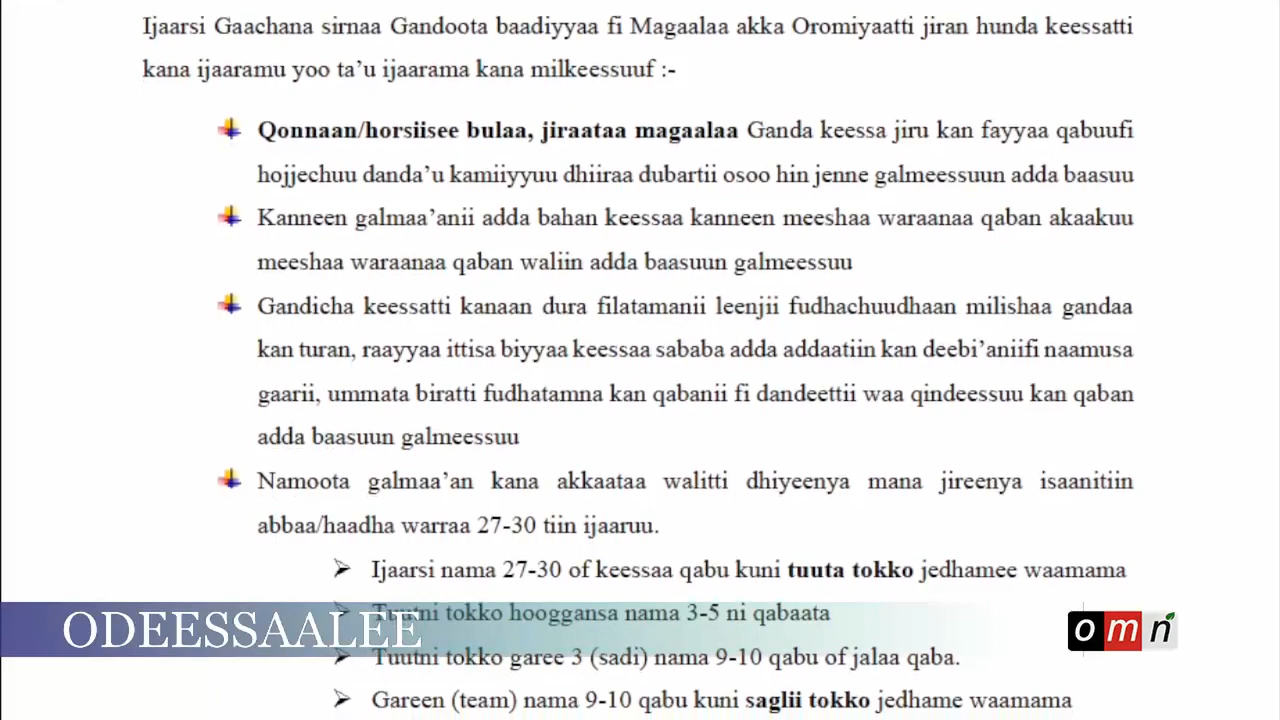 Ijaarsi Gaachana sirnaa Gandoota baadiyyaa fi Magaalaa akka Oromiyaatti jiran hunda keessatti
kana ijaaramu yoo ta’u ijaarama kana milkeessuuf :-
Qonnaan/horsiisee bulaa, jiraataa magaalaa Ganda keessa jiru kan fayyaa qabuufi
hojjechuu danda’u kamiiyyuu dhiiraa dubartii osoo hin jenne galmeessuun adda baasuu
Kanneen galmaa’anii adda bahan keessaa kanneen meeshaa waraanaa qaban akaakuu
meeshaa waraanaa qaban waliin adda baasuun galmeessuu
Gandicha keessatti kanaan dura filatamanii leenjii fudhachuudhaan milishaa gandaa
kan turan, raayyaa ittisa biyyaa keessaa sababa adda addaatiin kan deebi’aniifi naamusa
gaarii, ummata biratti fudhatamna kan qabanii fi dandeettii waa qindeessuu kan qaban
adda baasuun galmeessuu
Namoota galmaa’an kana akkaataa walitti dhiyeenya mana jireenya isaanitiin
abbaa/haadha warraa 27-30 tiin ijaaruu.
Ijaarsi nama 27-30 of keessaa qabu kuni tuuta tokko jedhamee waamama
Tuutni tokko hooggansa nama 3-5 ni qabaata
ODEESSAALEE
omn
Tuutni tokko garee 3 (sadi) nama 9-10 qabu of jalaa qaba.
Gareen (team) nama 9-10 qabu kuni saglii tokko jedhame waamama